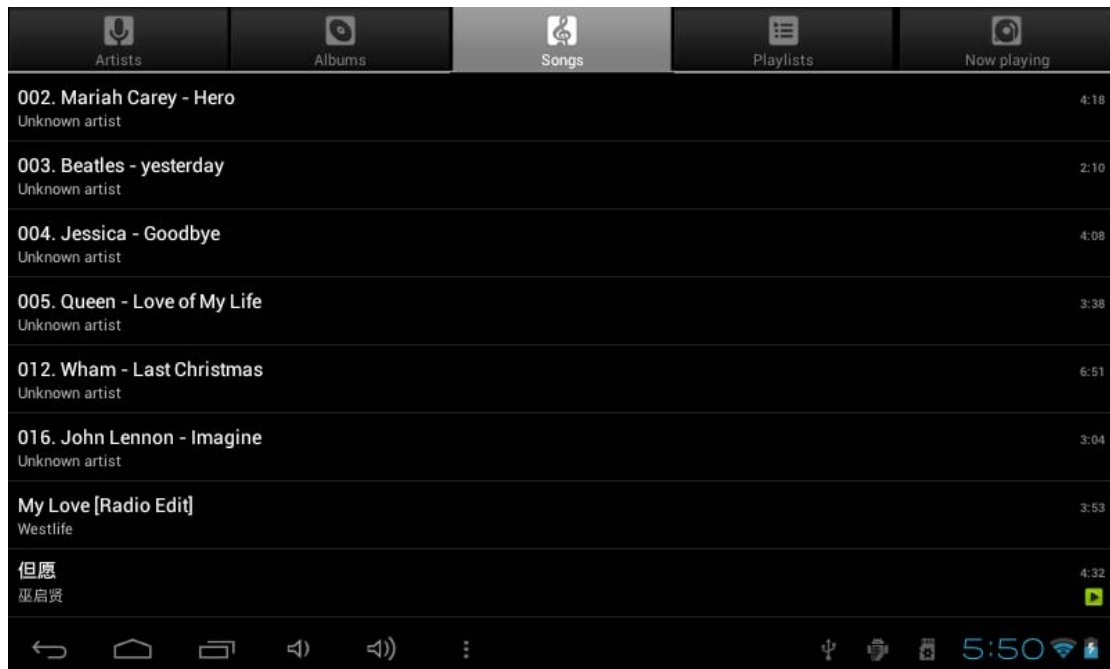 Artists
Albums
Songs
Playlists
Now playing
002. Mariah Carey - Hero
4:18
Unknown artist
003. Beatles - yesterday
2:10
Unknown artist
004. Jessica - Goodbye
4:08
Unknown artist
005. Queen - Love of My Life
3:38
Unknown artist
012. Wham - Last Christmas
6:51
Unknown artist
016. John Lennon - Imagine
3:04
Unknown artist
My Love [Radio Edit]
3:53
Westlife
但愿
4:32
巫启贤
5:50